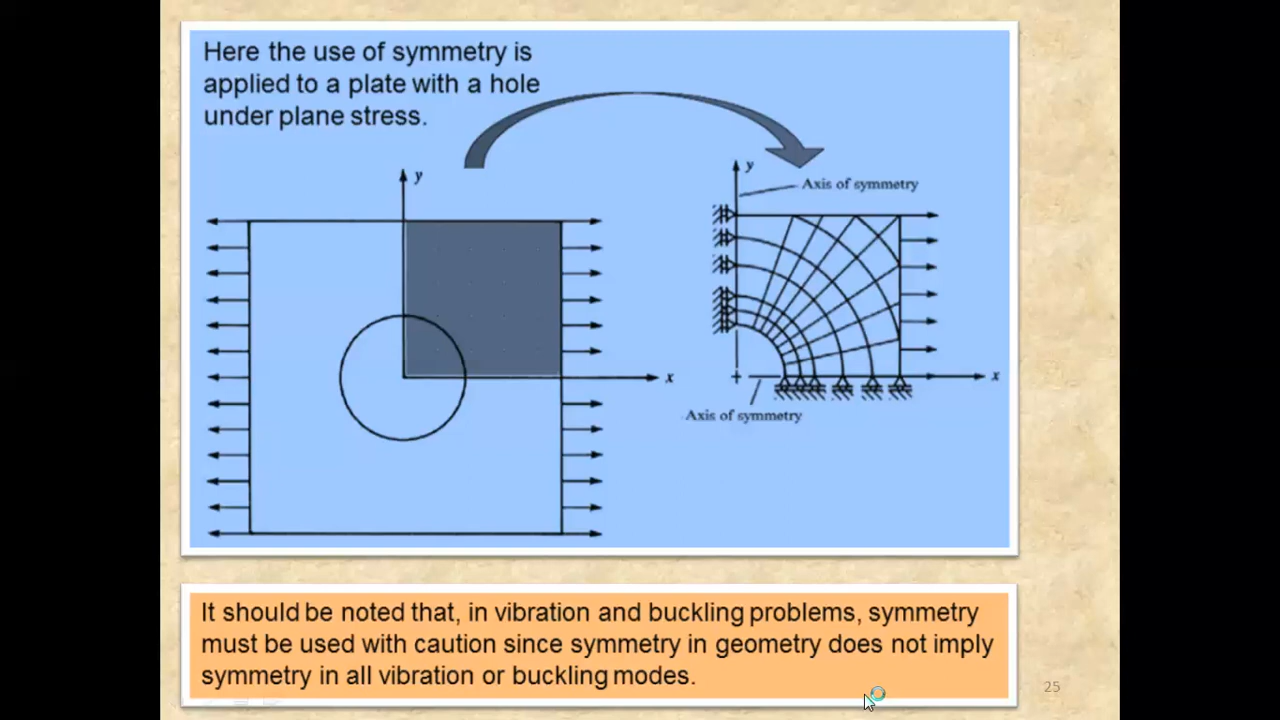 Here the use of symmetry is
applied to a plate with a hole
under plane stress.
y
x
y
Axis of symmetry
x
Axis of symmetry
It should be noted that, in vibration and buckling problems, symmetry
must be used with caution since symmetry in geometry does not imply
symmetry in all vibration or buckling modes.
25